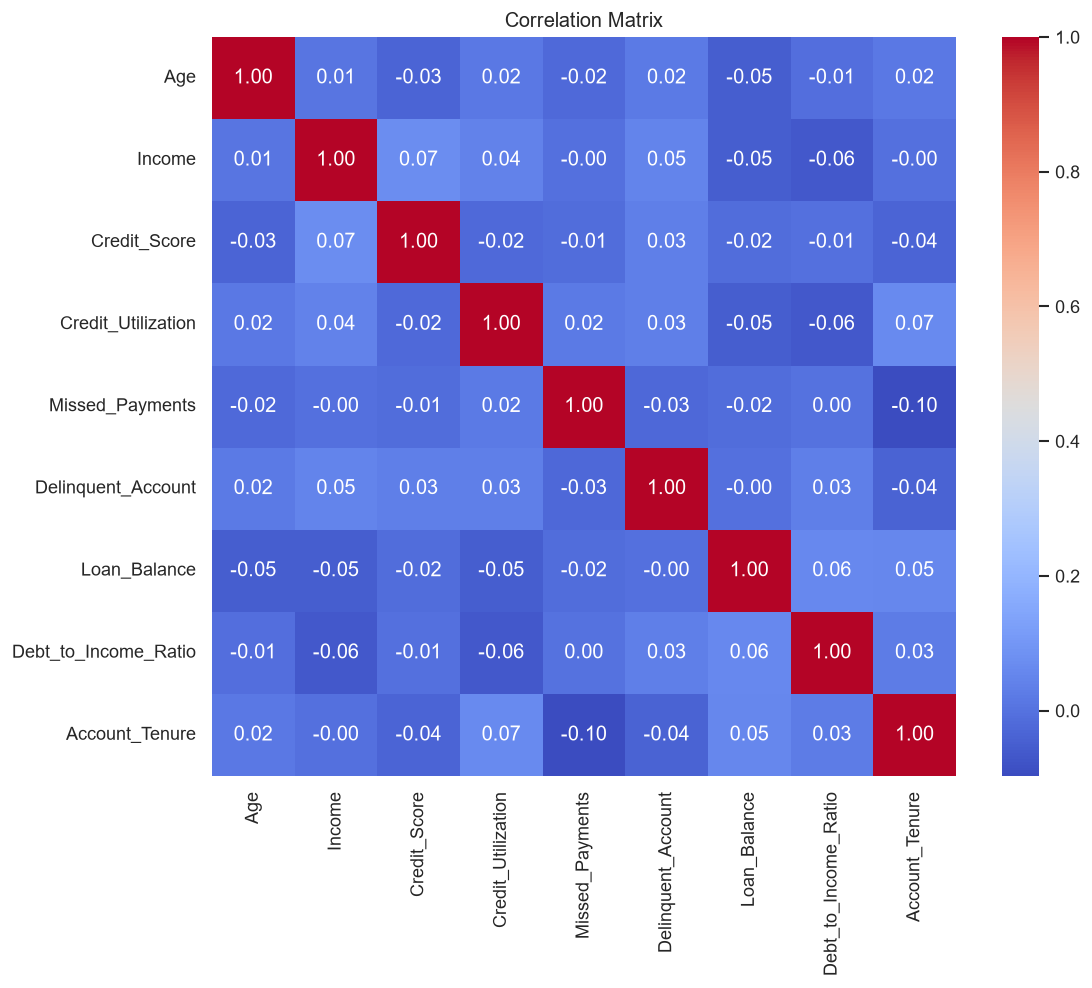 Correlation Matrix
Age 1.00 0.01 -0.03 0.02 -0.02 0.02 -0.05 -0.01 0.02
Income 0.01 1.00 0.07 0.04 -0.00 0.05 -0.05 -0.06 -0.00
Credit_Score -0.03 0.07 1.00 -0.02 -0.01 0.03 -0.02 -0.01 -0.04
Credit_Utilization 0.02 0.04 -0.02 1.00 0.02 0.03 -0.05 -0.06 0.07
Missed_Payments -0.02 -0.00 -0.01 0.02 1.00 -0.03 -0.02 0.00 -0.10
Delinquent_Account 0.02 0.05 0.03 0.03 -0.03 1.00 -0.00 0.03 -0.04
Loan_Balance -0.05 -0.05 -0.02 -0.05 -0.02 -0.00 1.00 0.06 0.05
Debt_to_Income_Ratio -0.01 -0.06 -0.01 -0.06 0.00 0.03 0.06 1.00 0.03
Account_Tenure 0.02 -0.00 -0.04 0.07 -0.10 -0.04 0.05 0.03 1.00
Age
Income
Credit_Score
Credit_Utilization
Missed_Payments
Delinquent_Account
Loan_Balance
Debt_to_Income_Ratio
Account_Tenure
1.0
0.8
0.6
0.4
0.2
0.0